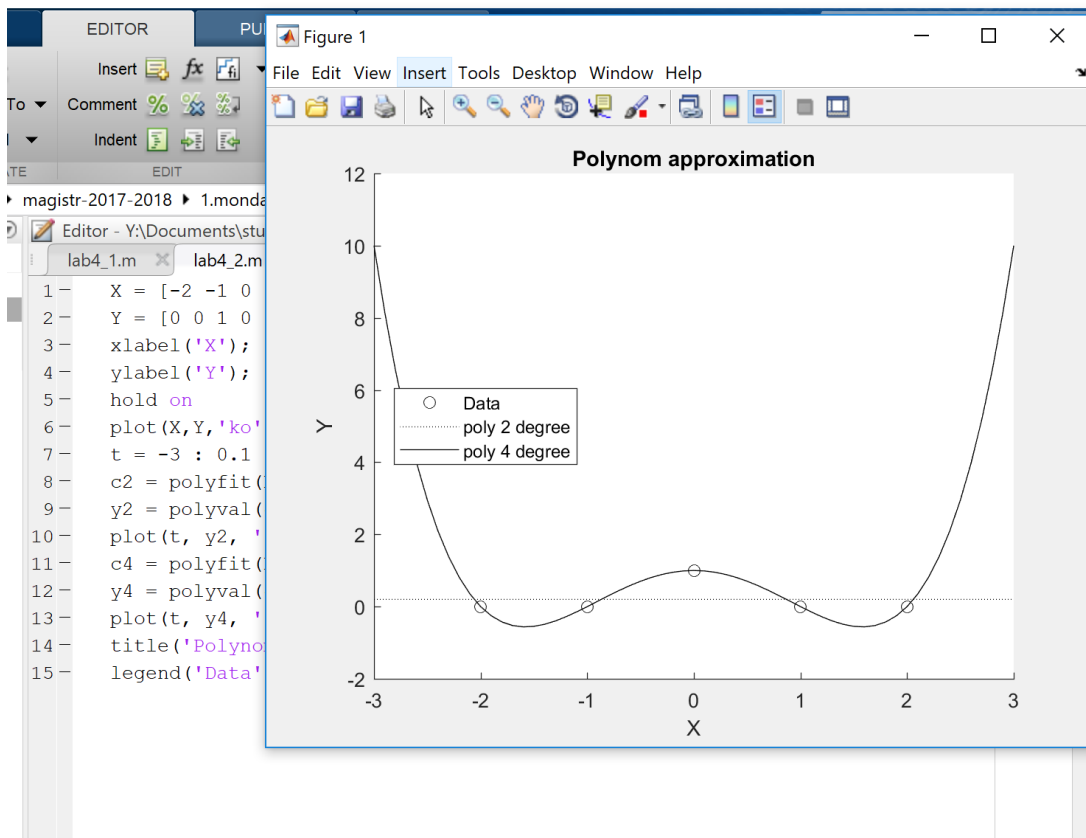 EDITOR
PU
Insert fx fi
To
Comment
Indent
ATE
EDIT
magistr-2017-2018 1.monda
Editor - Y:\Documents\stu
lab4_1.m lab4_2.m
1 X = [-2 -1 0
2 Y = [0 0 1 0
3 xlabel('X');
4 ylabel('Y');
5 hold on
6 plot(X,Y,'ko'
7 t = -3 : 0.1
8 c2 = polyfit(
9 y2 = polyval(
10 plot(t, y2, '
11 c4 = polyfit(
12 y4 = polyval(
13 plot(t, y4, '
14 title('Polyno
15 legend('Data'
Figure 1
File Edit View Insert Tools Desktop Window Help
Polynom approximation
12
10
8
6
4
2
0
-2
Y
Data
poly 2 degree
poly 4 degree
-3 -2 -1 0 1 2 3
X